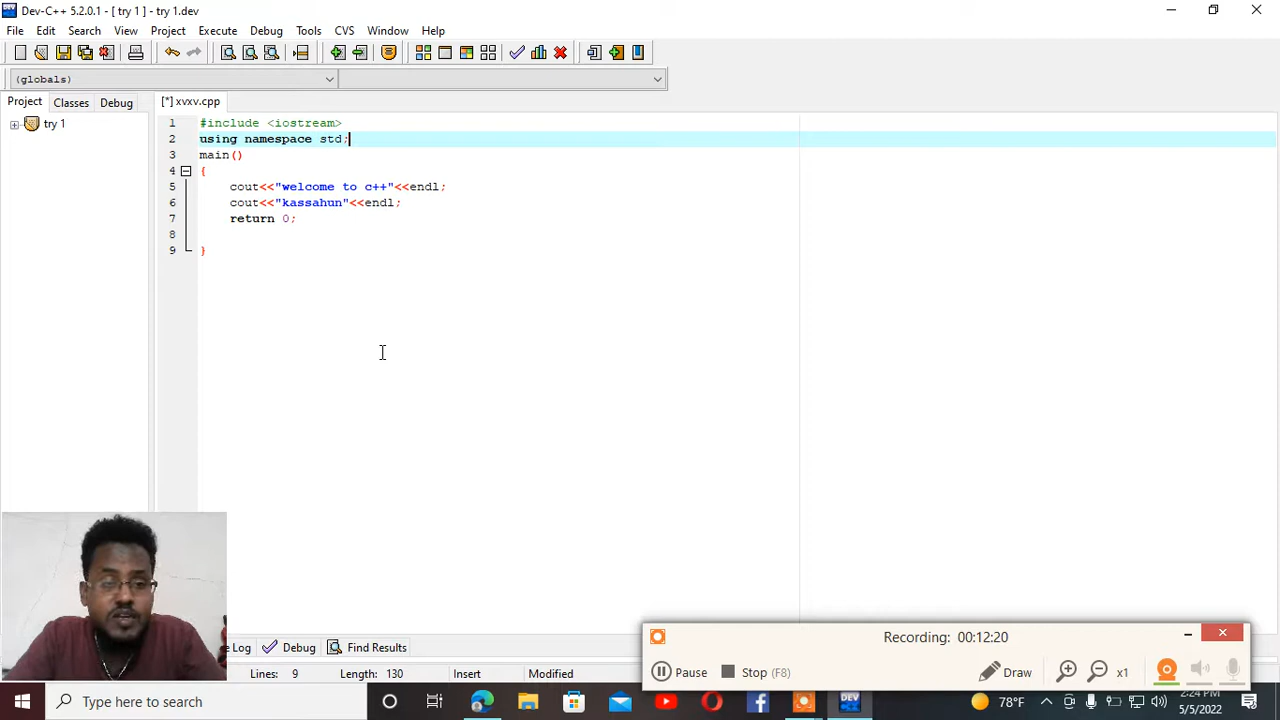 Dev-C++ 5.2.0.1 - [ try 1 ] - try 1.dev
File Edit Search View Project Execute Debug Tools CVS Window Help
(globals)
Project Classes Debug [*] xvxv.cpp
try 1
1 #include <iostream>
2 using namespace std;
3 main()
4 {
5 cout<<"welcome to c++"<<endl;
6 cout<<"kassahun"<<endl;
7 return 0;
8
9 }
Recording: 00:12:20
e Log Debug Find Results
Pause Stop (F8) Draw x1
Lines: 9 Length: 130 Insert Modified
DEV
Type here to search
78°F
2:24 PM
5/5/2022